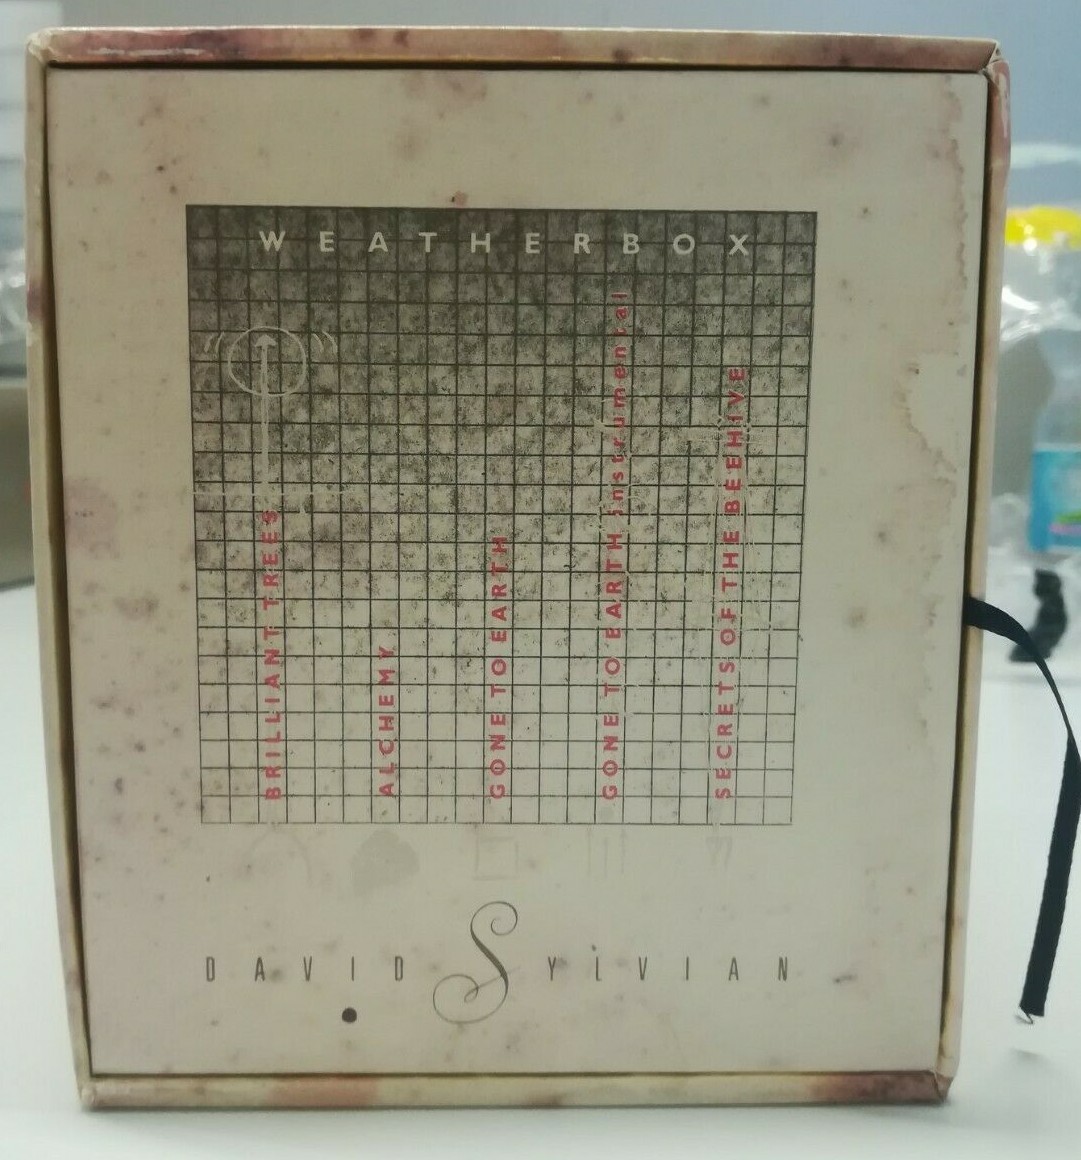 WEATHERBOX
BRILLIANT TREES
ALCHEMY
GONE TO EARTH
GONE TO EARTH instrumental
SECRETS OF THE BEEHIVE
DAVID SYLVIAN